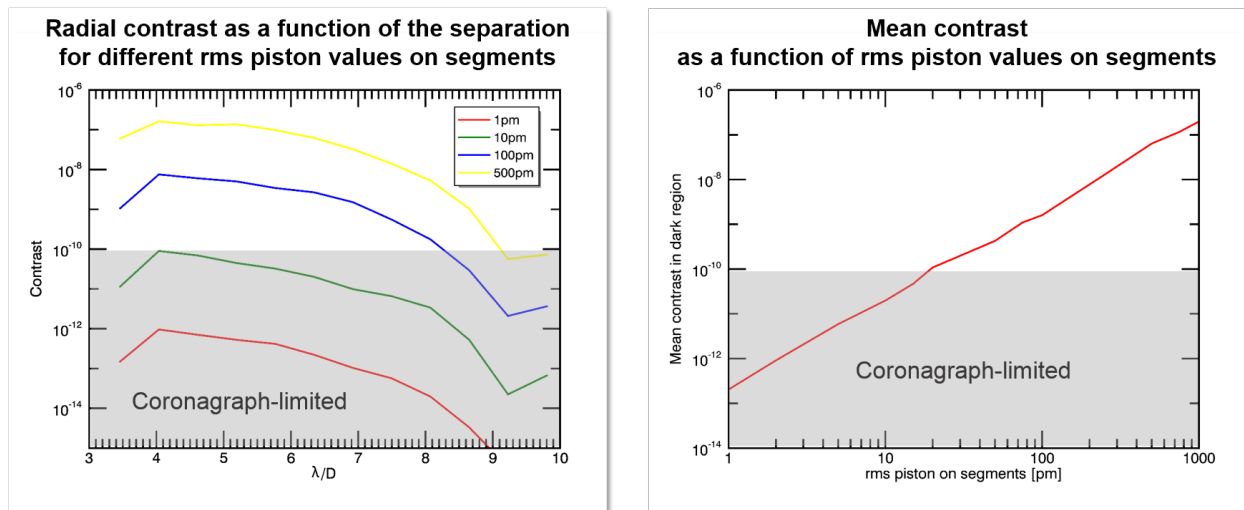 Radial contrast as a function of the separation
for different rms piston values on segments
10-6
10-8
10-10
10-12
10-14
Contrast
1pm
10pm
100pm
500pm
Coronagraph-limited
3 4 5 6 7 8 9 10
λ/D
Mean contrast
as a function of rms piston values on segments
10-6
10-8
10-10
10-12
10-14
Mean contrast in dark region
Coronagraph-limited
1 10 100 1000
rms piston on segments [pm]